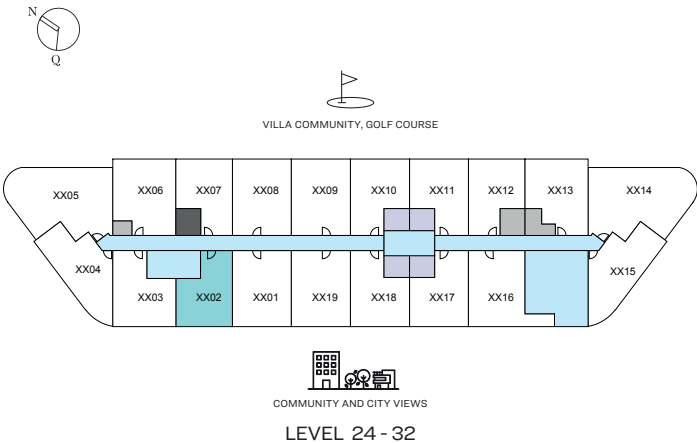 N
Q
VILLA COMMUNITY, GOLF COURSE
XX05
XX06
XX07
XX08
XX09
XX10
XX11
XX12
XX13
XX14
XX04
XX03
XX02
XX01
XX19
XX18
XX17
XX16
XX15
COMMUNITY AND CITY VIEWS
LEVEL 24 - 32